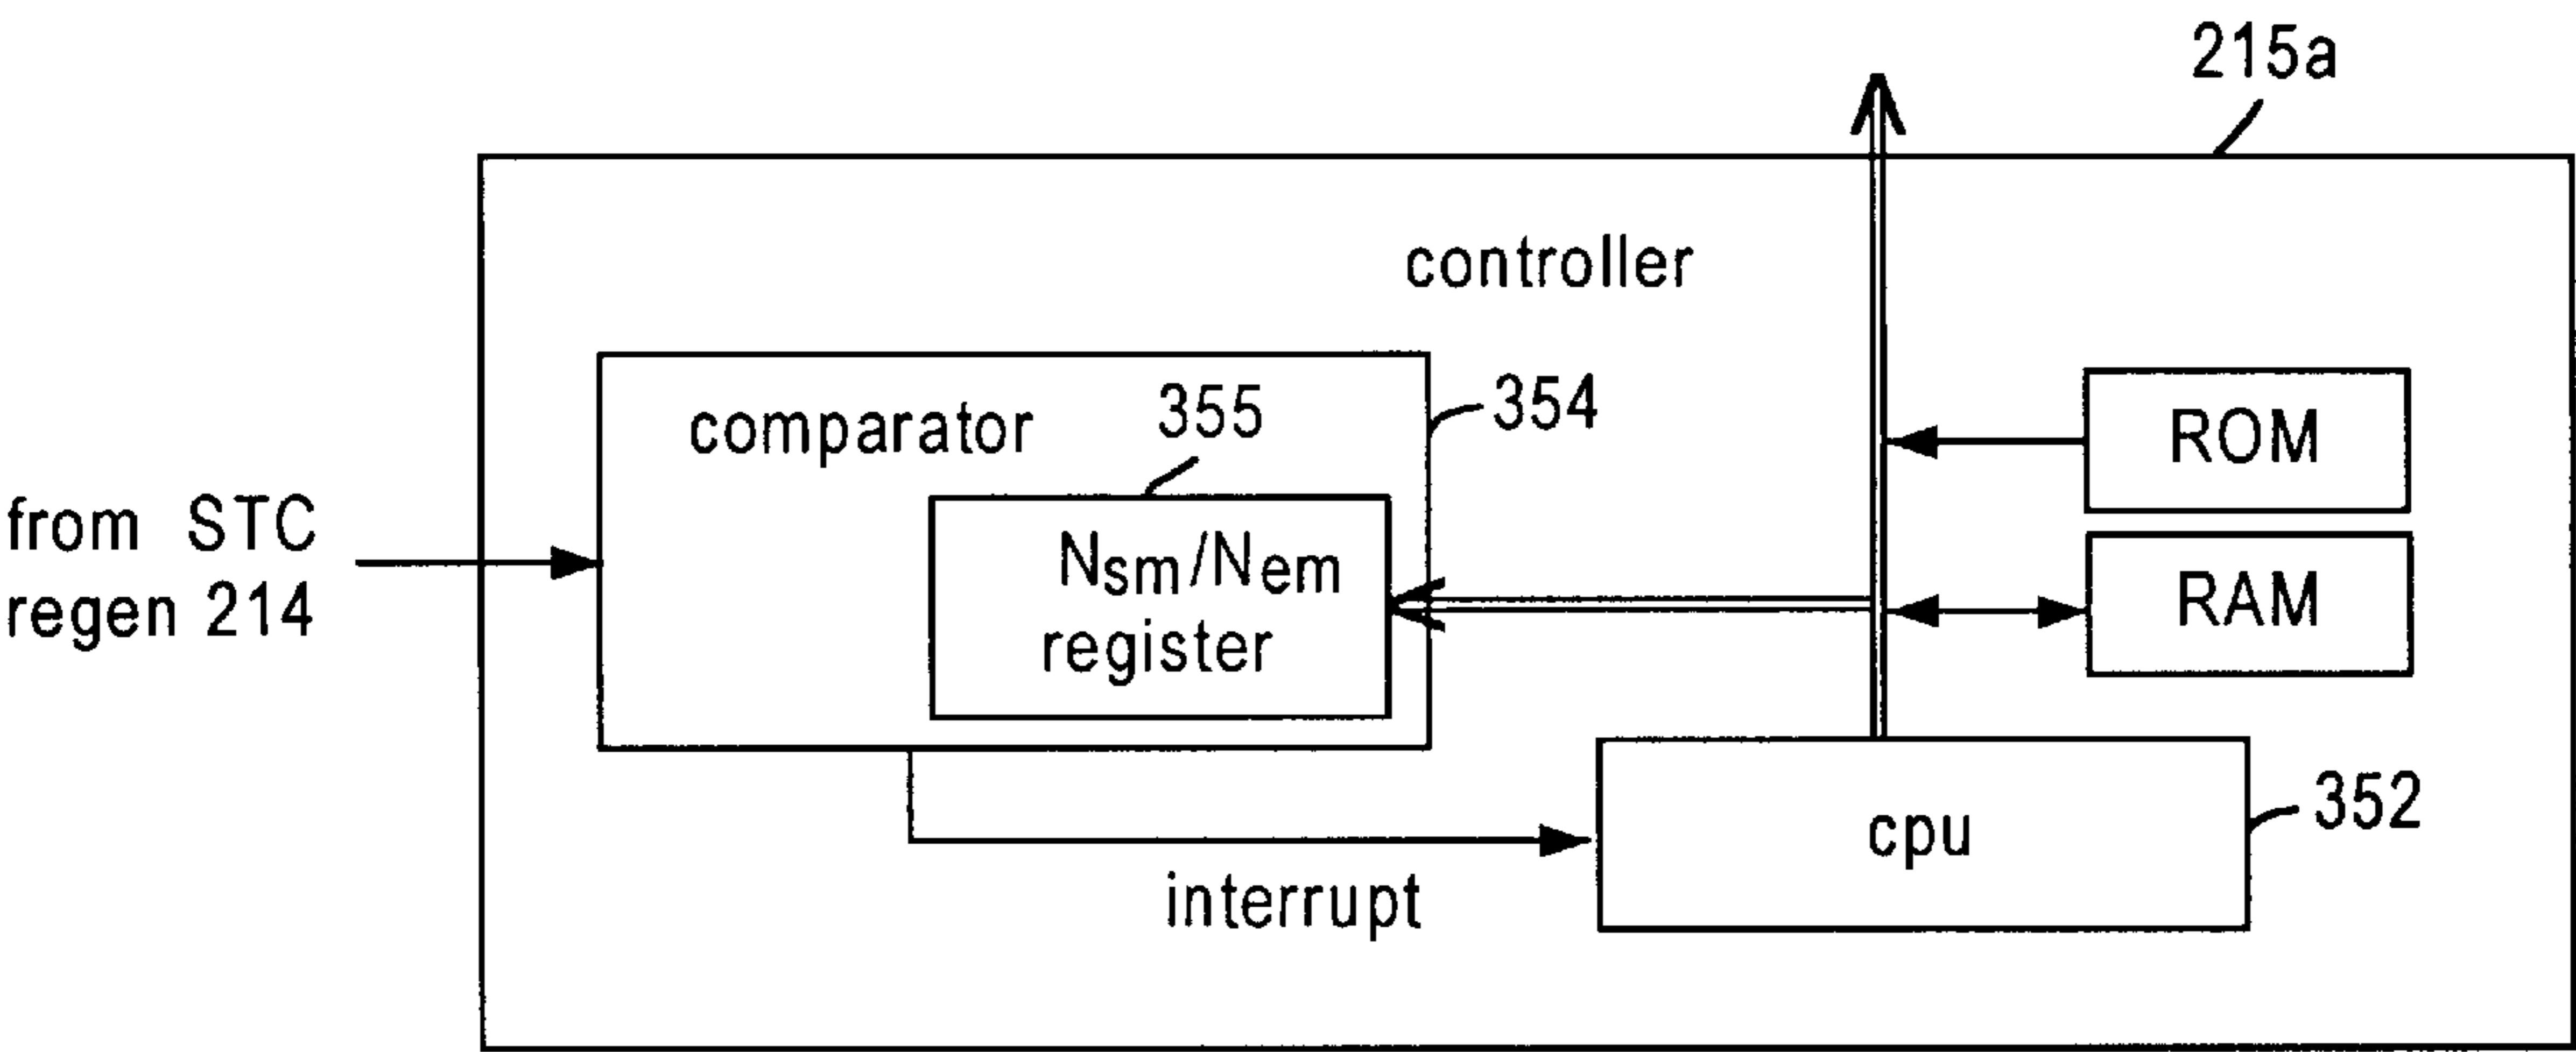 215a
controller
comparator
355
354
ROM
from STC
regen 214
Nsm/Nem
register
RAM
352
cpu
interrupt